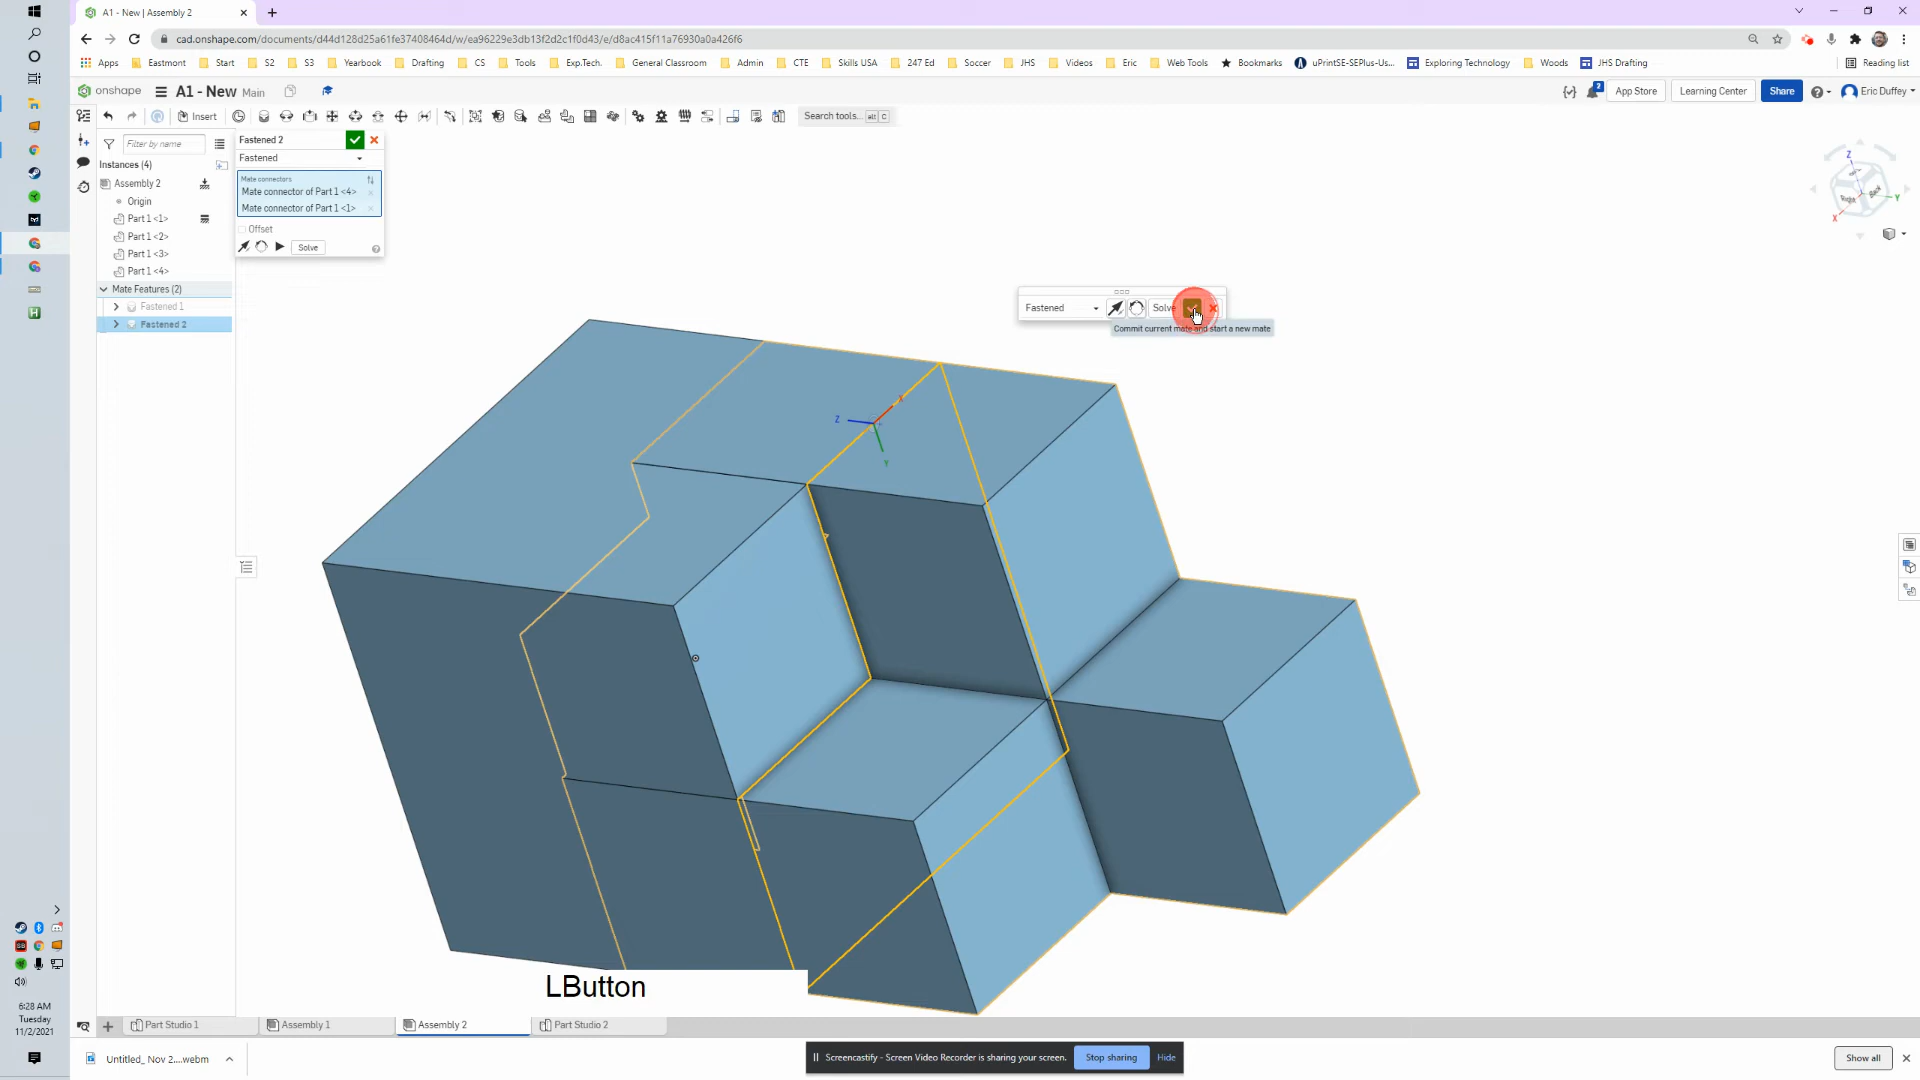 A1 - New | Assembly 2
cad.onshape.com/documents/d44d128d25a61fe37408464d/w/ea96229e3db13f2d2c1f0d43/e/d8ac415f11a76930a0a426f6
Apps Eastmont Start S2 S3 Yearbook Drafting CS Tools Exp.Tech. General Classroom Admin CTE Skills USA 247 Ed Soccer JHS Videos Eric Web Tools Bookmarks uPrintSE-SEPlus-Us... Exploring Technology Woods JHS Drafting Reading list
onshape A1 - New Main 2 App Store Learning Center Share Eric Duffey
Insert Search tools... alt C
Filter by name
Instances (4)
Assembly 2
Origin
Part 1 <1>
Part 1 <2>
Part 1 <3>
Part 1 <4>
Mate Features (2)
Fastened 1
Fastened 2
Fastened 2
Fastened
Mate connectors
Mate connector of Part 1 <4>
Mate connector of Part 1 <1>
Offset
Solve
Fastened Solve
Commit current mate and start a new mate
Z
Right Back
X Y
X
Z
Y
LButton
Part Studio 1 Assembly 1 Assembly 2 Part Studio 2
6:28 AM
Tuesday
11/2/2021
Untitled_ Nov 2....webm
Screencastify - Screen Video Recorder is sharing your screen. Stop sharing Hide
Show all